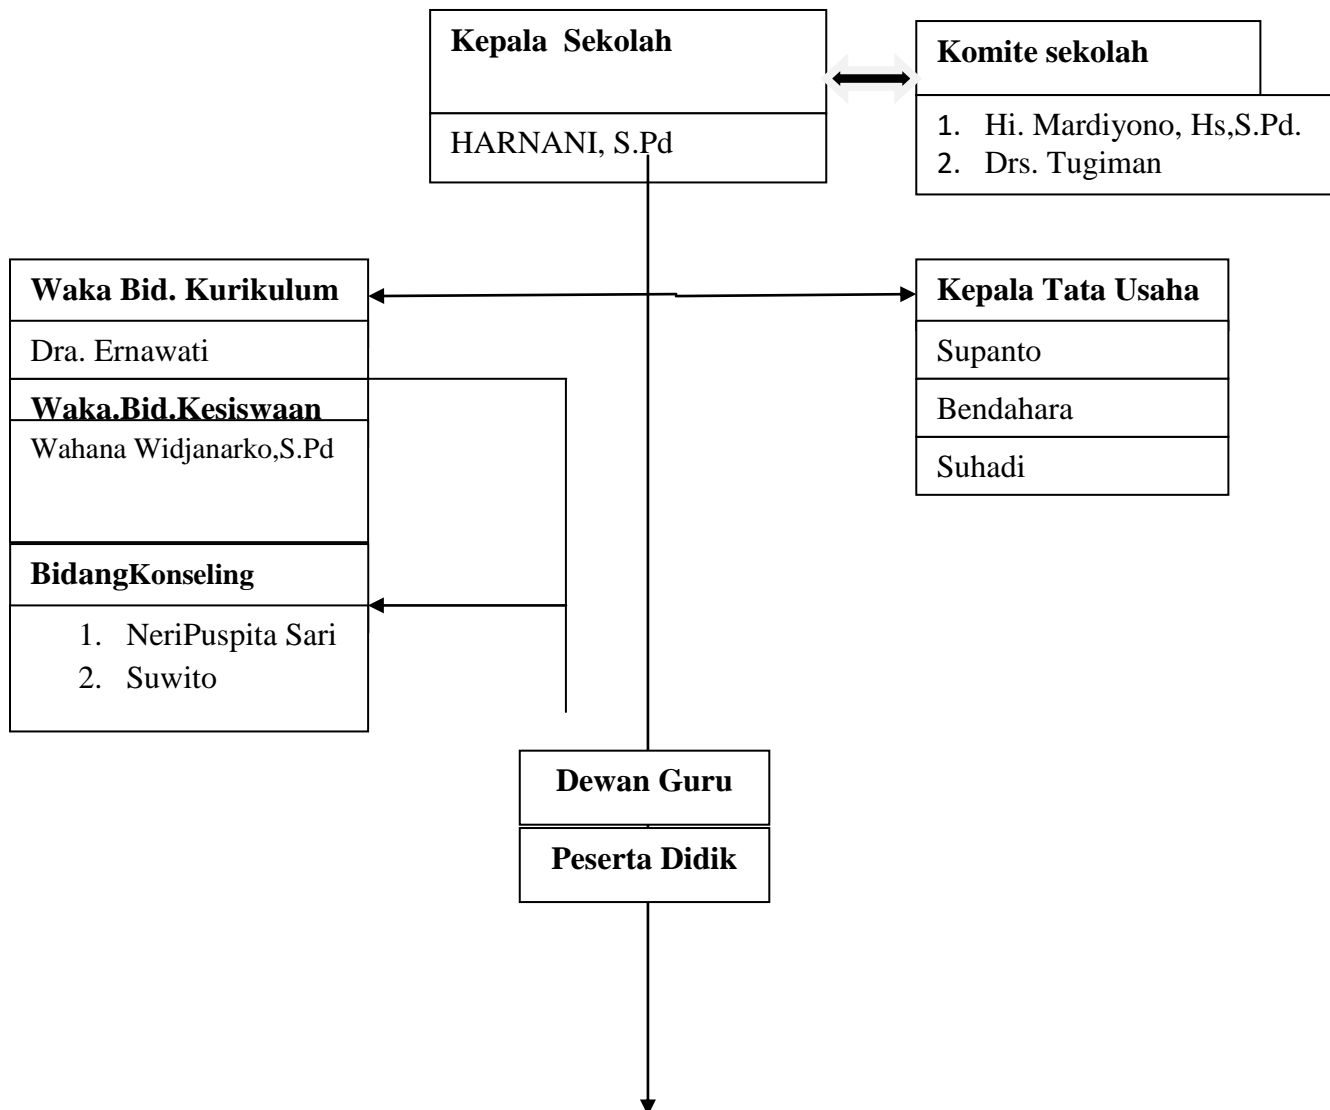 Kepala  Sekolah
HARNANI, S.Pd
Komite sekolah
1. Hi. Mardiyono, Hs,S.Pd.
2. Drs. Tugiman
Waka Bid. Kurikulum
Dra. Ernawati
Waka.Bid.Kesiswaan
Wahana Widjanarko,S.Pd
BidangKonseling
1. NeriPuspita Sari
2. Suwito
Kepala Tata Usaha
Supanto
Bendahara
Suhadi
Dewan Guru
Peserta Didik